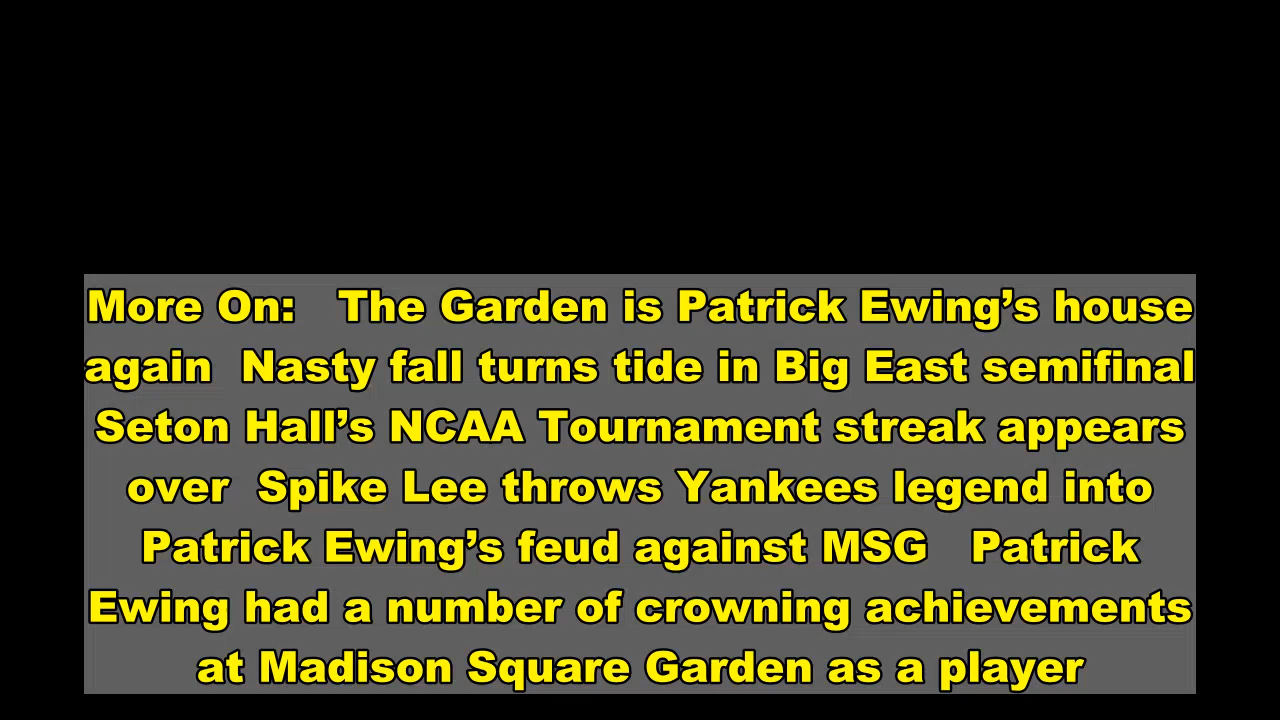 More On:   The Garden is Patrick Ewing’s house
again  Nasty fall turns tide in Big East semifinal
Seton Hall’s NCAA Tournament streak appears
over  Spike Lee throws Yankees legend into
Patrick Ewing’s feud against MSG   Patrick
Ewing had a number of crowning achievements
at Madison Square Garden as a player